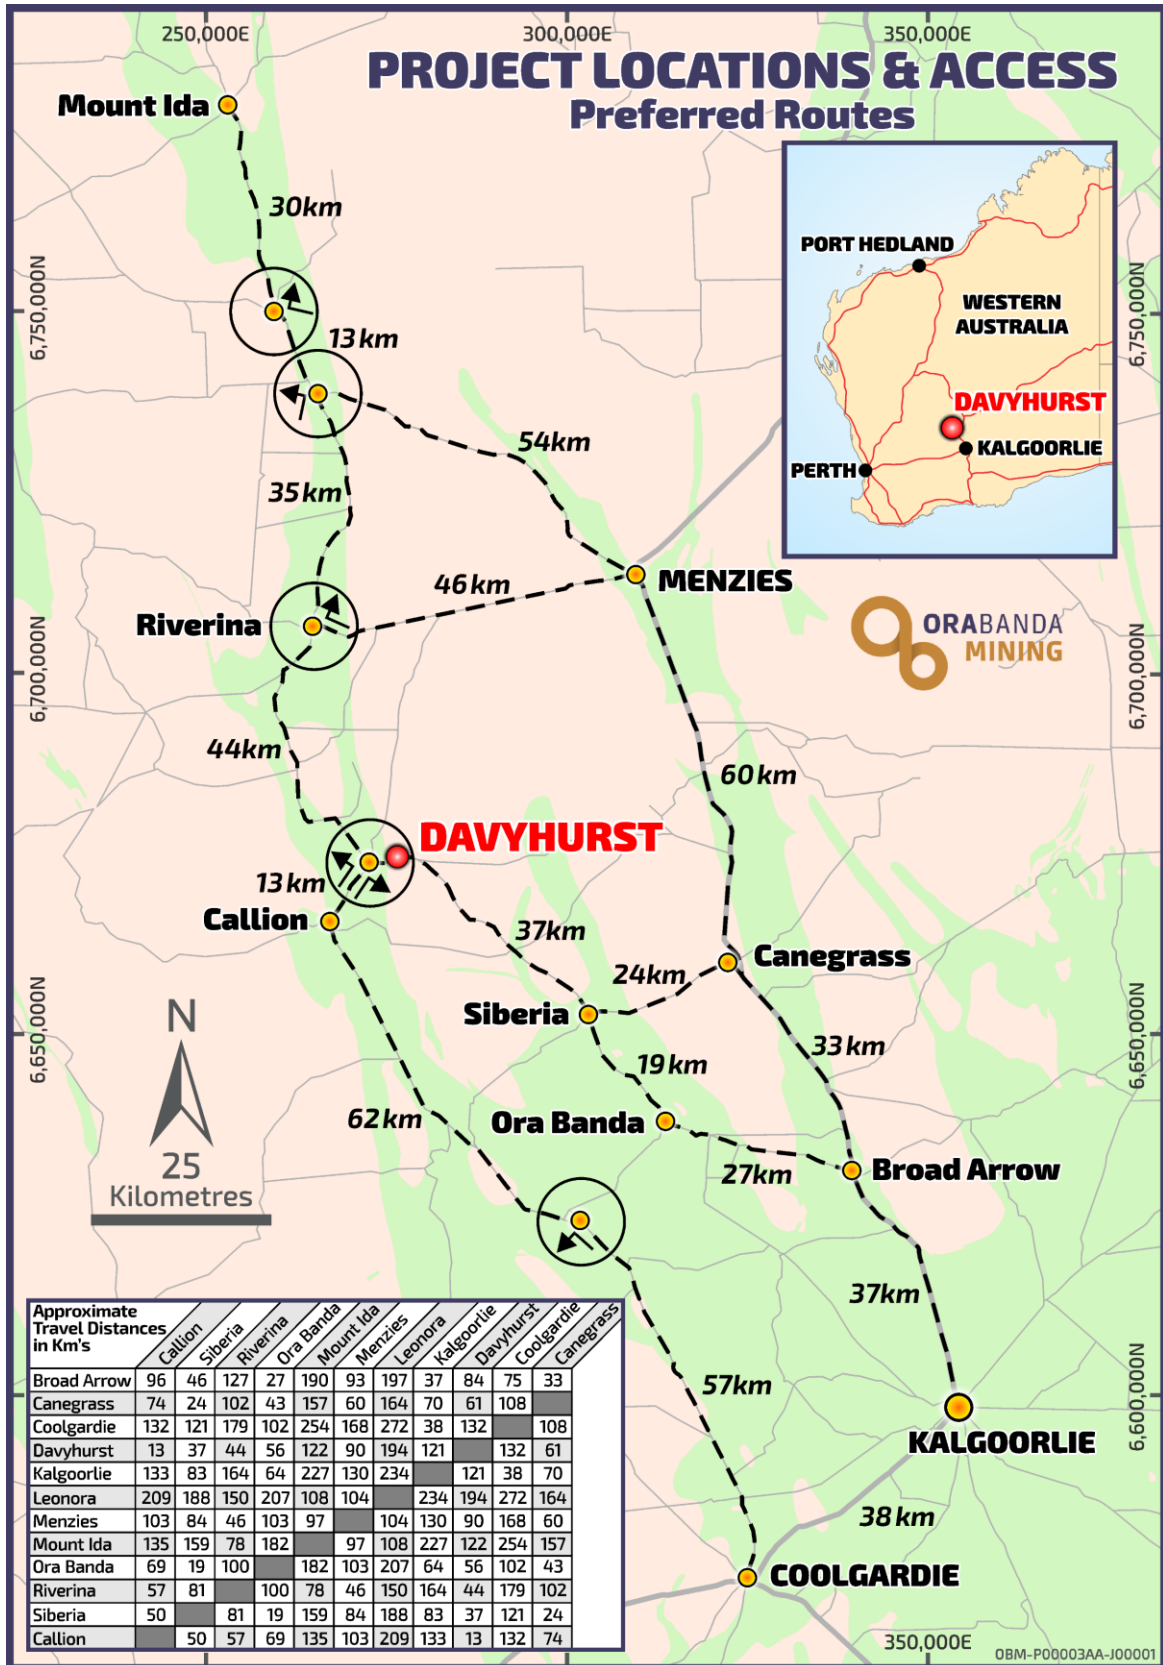 250,000E
300,000E
350,000E
PROJECT LOCATIONS & ACCESS
Preferred Routes
Mount Ida
30km
6,750,000N
6,750,000N
13km
54km
35km
46km
MENZIES
Riverina
6,700,000N
6,700,000N
44km
60km
DAVYHURST
13km
Callion
37km
Canegrass
24km
Siberia
33km
19km
6,650,000N
6,650,000N
62km
Ora Banda
Broad Arrow
27km
37km
57km
6,600,000N
KALGOORLIE
38km
COOLGARDIE
350,000E
OBM-P00003AA-J00001
PORT HEDLAND
WESTERN
AUSTRALIA
DAVYHURST
KALGOORLIE
PERTH
ORABANDA
MINING
N
25
Kilometres
Approximate
Travel Distances
in Km's
Callion Siberia Riverina Ora Banda Mount Ida Menzies Leonora Kalgoorlie Davyhurst Coolgardie Canegrass
Broad Arrow 96 46 127 27 190 93 197 37 84 75 33
Canegrass 74 24 102 43 157 60 164 70 61 108
Coolgardie 132 121 179 102 254 168 272 38 132 108
Davyhurst 13 37 44 56 122 90 194 121 132 61
Kalgoorlie 133 83 164 64 227 130 234 121 38 70
Leonora 209 188 150 207 108 104 234 194 272 164
Menzies 103 84 46 103 97 104 130 90 168 60
Mount Ida 135 159 78 182 97 108 227 122 254 157
Ora Banda 69 19 100 182 103 207 64 56 102 43
Riverina 57 81 100 78 46 150 164 44 179 102
Siberia 50 81 19 159 84 188 83 37 121 24
Callion 50 57 69 135 103 209 133 13 132 74